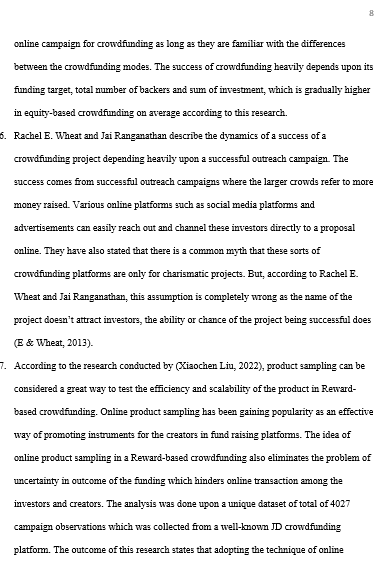 8
online campaign for crowdfunding as long as they are familiar with the differences
between the crowdfunding modes. The success of crowdfunding heavily depends upon its
funding target, total number of backers and sum of investment, which is gradually higher
in equity-based crowdfunding on average according to this research.
6. Rachel E. Wheat and Jai Ranganathan describe the dynamics of a success of a
crowdfunding project depending heavily upon a successful outreach campaign. The
success comes from successful outreach campaigns where the larger crowds refer to more
money raised. Various online platforms such as social media platforms and
advertisements can easily reach out and channel these investors directly to a proposal
online. They have also stated that there is a common myth that these sorts of
crowdfunding platforms are only for charismatic projects. But, according to Rachel E.
Wheat and Jai Ranganathan, this assumption is completely wrong as the name of the
project doesn't attract investors, the ability or chance of the project being successful does
(E & Wheat, 2013).
7. According to the research conducted by (Xiaochen Liu, 2022), product sampling can be
considered a great way to test the efficiency and scalability of the product in Reward-
based crowdfunding. Online product sampling has been gaining popularity as an effective
way of promoting instruments for the creators in fund raising platforms. The idea of
online product sampling in a Reward-based crowdfunding also eliminates the problem of
uncertainty in outcome of the funding which hinders online transaction among the
investors and creators. The analysis was done upon a unique dataset of total of 4027
campaign observations which was collected from a well-known JD crowdfunding
platform. The outcome of this research states that adopting the technique of online